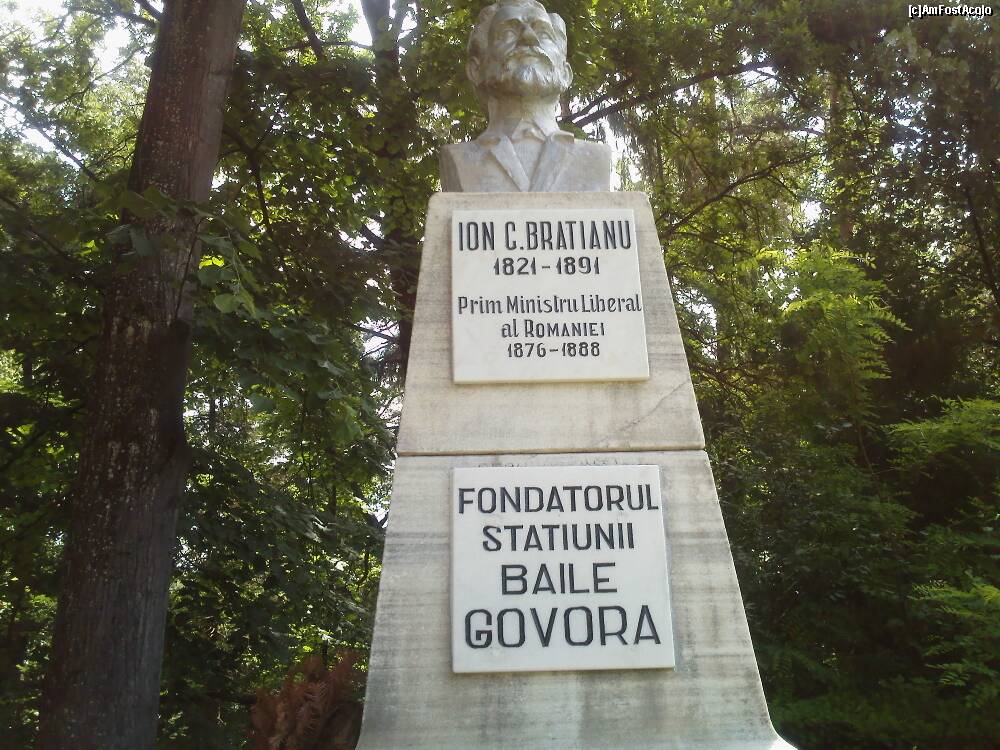 [c]AmFostAcolo
ION C. BRATIANU
1821-1891
Prim Ministru Liberal
al ROMANIEI
1876-1888
FONDATORUL
STATIUNII
BAILE
GOVORA